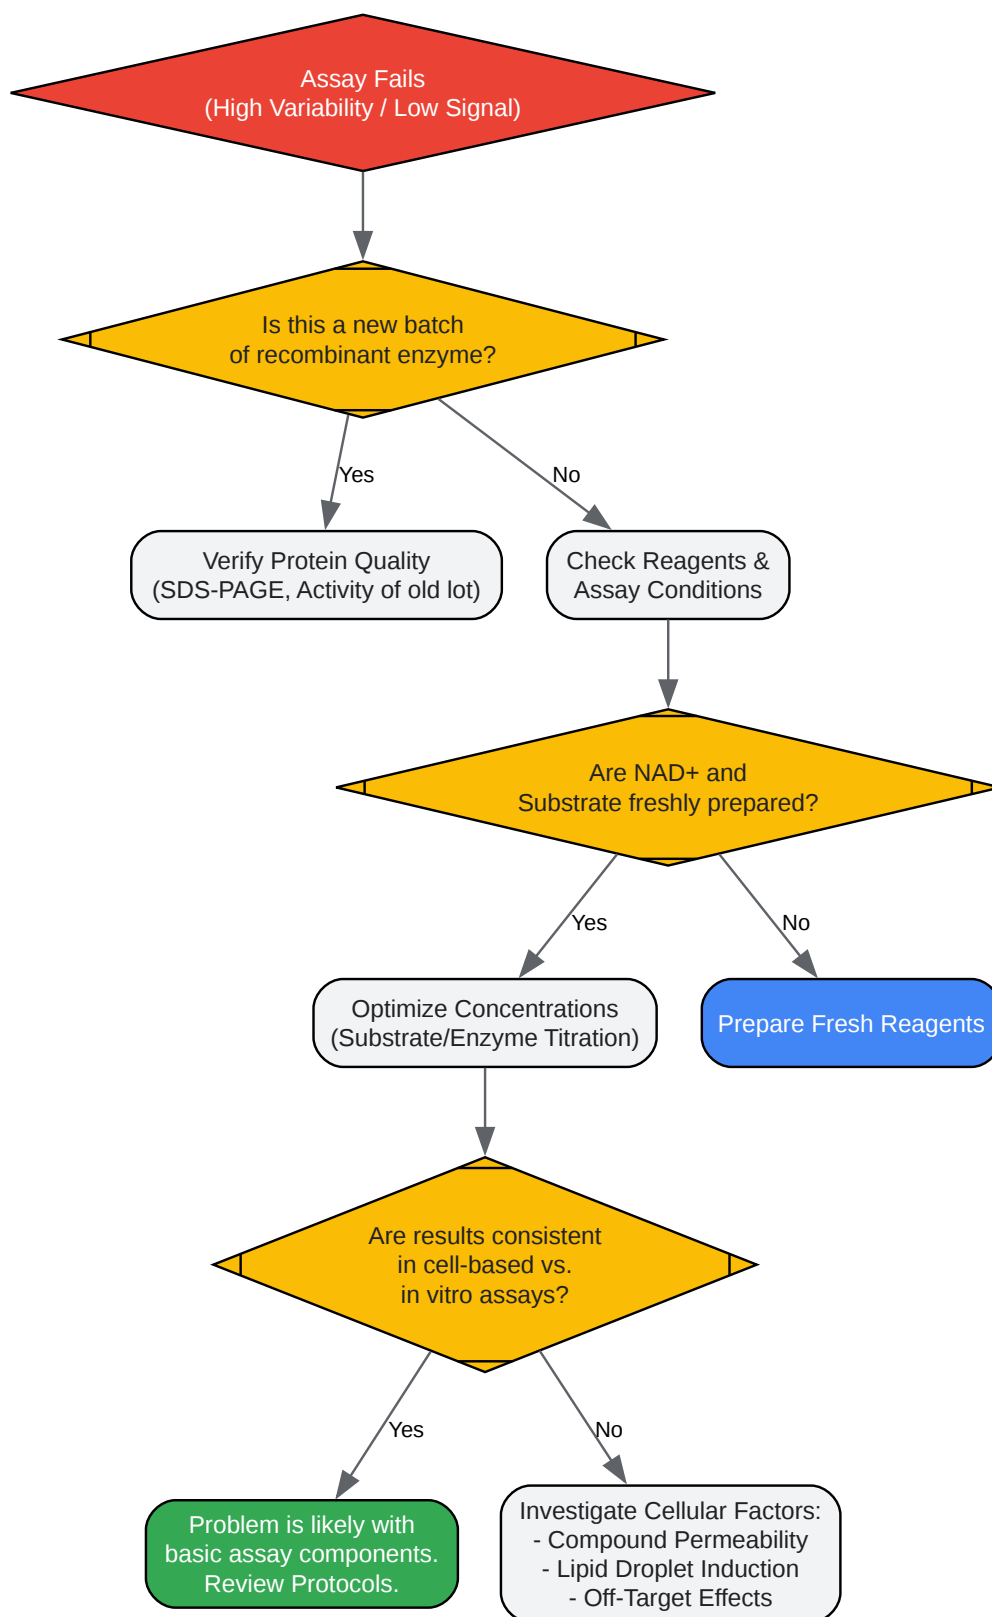 Assay Fails
(High Variability / Low Signal)
Is this a new batch
of recombinant enzyme?
Yes
No
Verify Protein Quality
(SDS-PAGE, Activity of old lot)
Check Reagents &
Assay Conditions
Are NAD+ and
Substrate freshly prepared?
Yes
No
Optimize Concentrations
(Substrate/Enzyme Titration)
Prepare Fresh Reagents
Are results consistent
in cell-based vs.
in vitro assays?
Yes
No
Problem is likely with
basic assay components.
Review Protocols.
Investigate Cellular Factors:
- Compound Permeability
- Lipid Droplet Induction
- Off-Target Effects